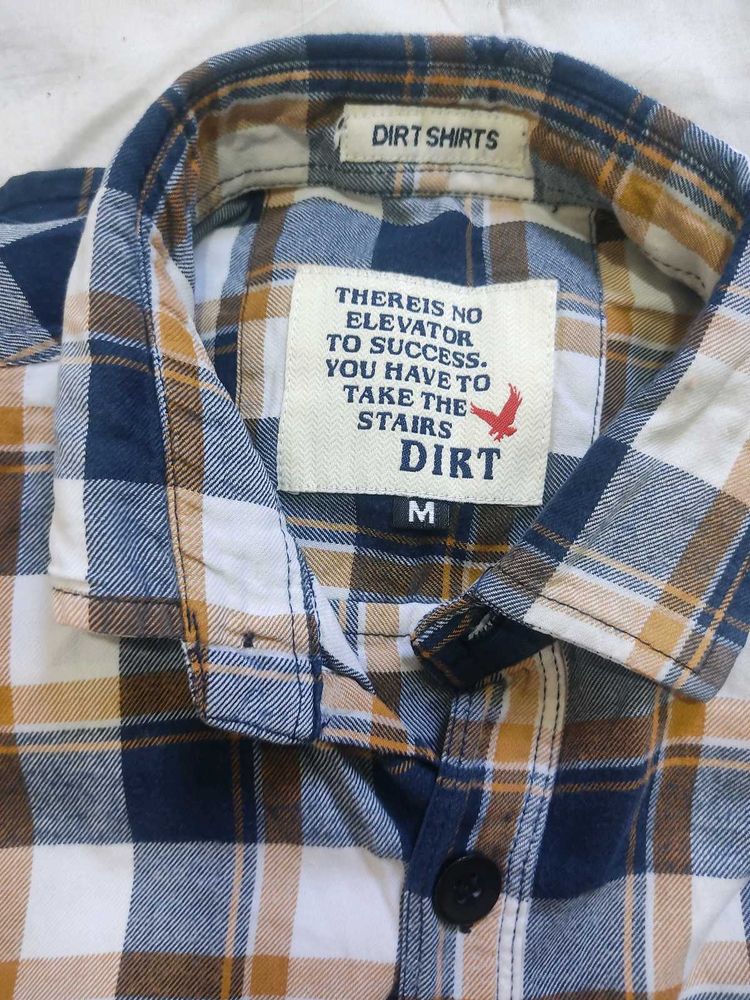 DIRT SHIRTS
THEREIS NO
ELEVATOR
TO SUCCESS.
YOU HAVE TO
TAKE THE
STAIRS
DIRT
M